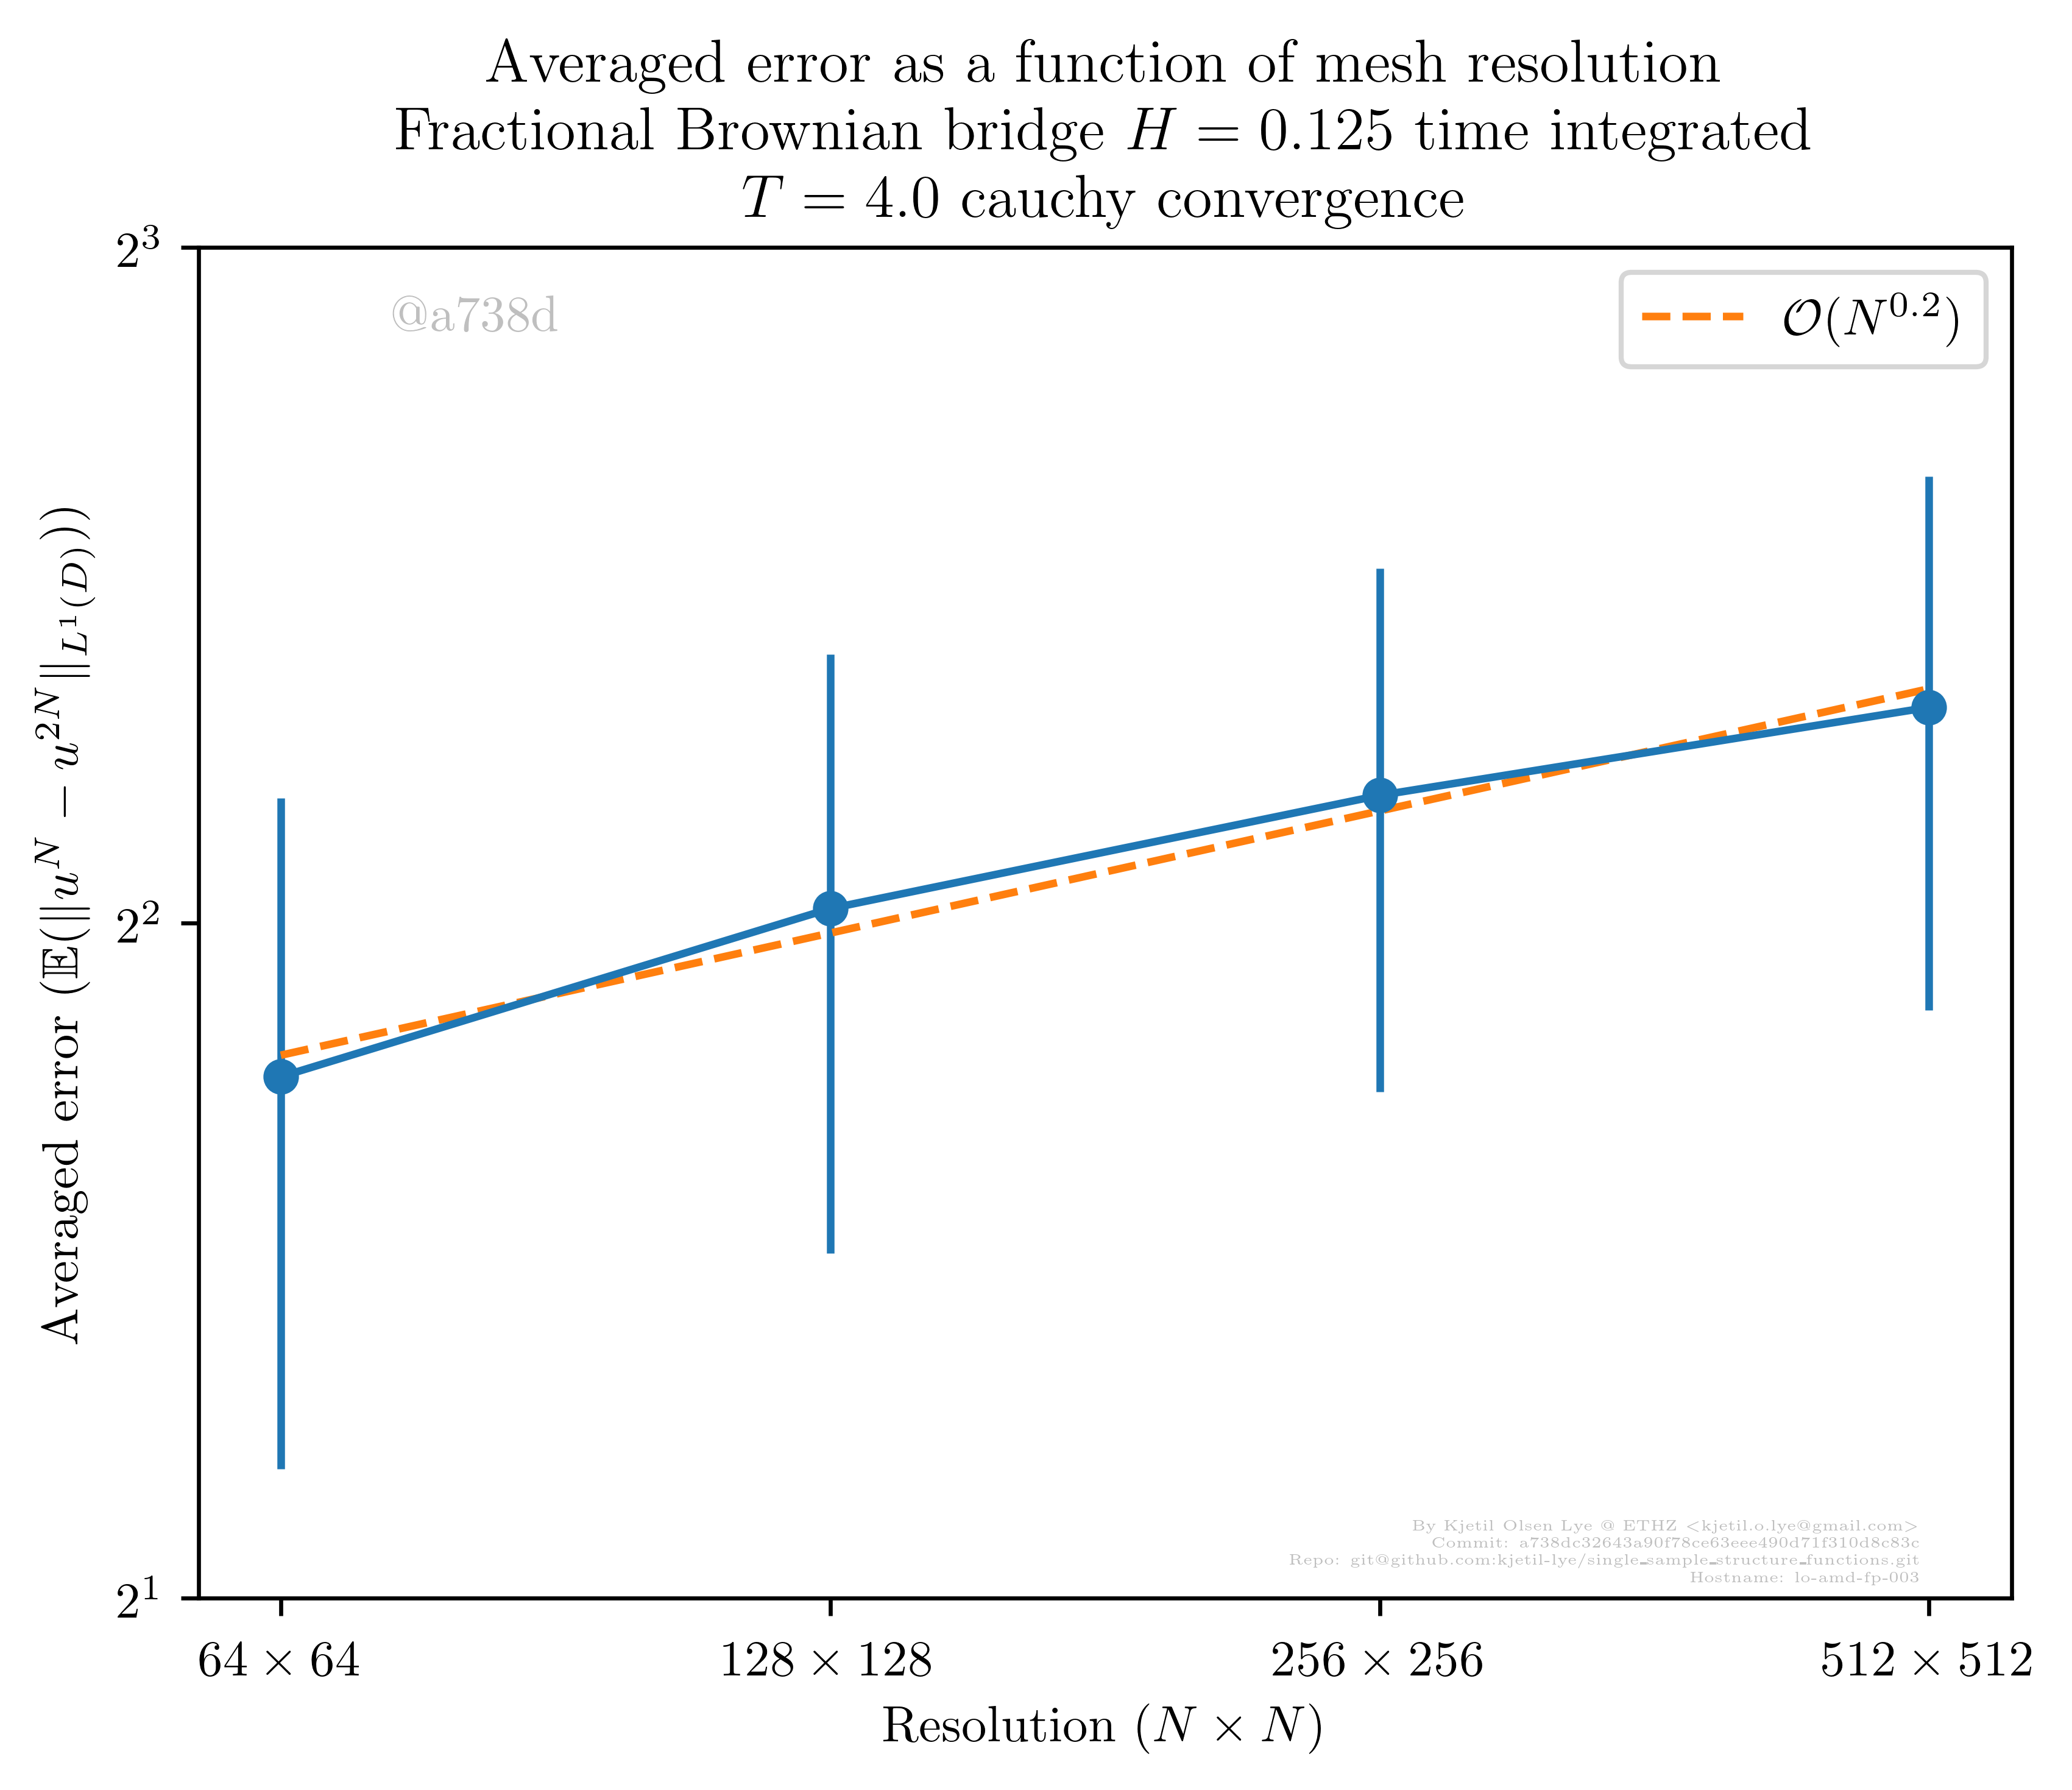 Averaged error as a function of mesh resolution
Fractional Brownian bridge H = 0.125 time integrated
T = 4.0 cauchy convergence
2³
@a738d
𝒪(N^{0.2})
Averaged error (𝔼(||u^N − u^{2N}||_{L¹(D)}))
2²
2¹
By Kjetil Olsen Lye @ ETHZ <kjetil.o.lye@gmail.com>
Commit: a738dc32643a90f78ce63eee490d71f310d8c83c
Repo: git@github.com:kjetil-lye/single_sample_structure_functions.git
Hostname: lo-amd-fp-003
64 × 64 128 × 128 256 × 256 512 × 512
Resolution (N × N)